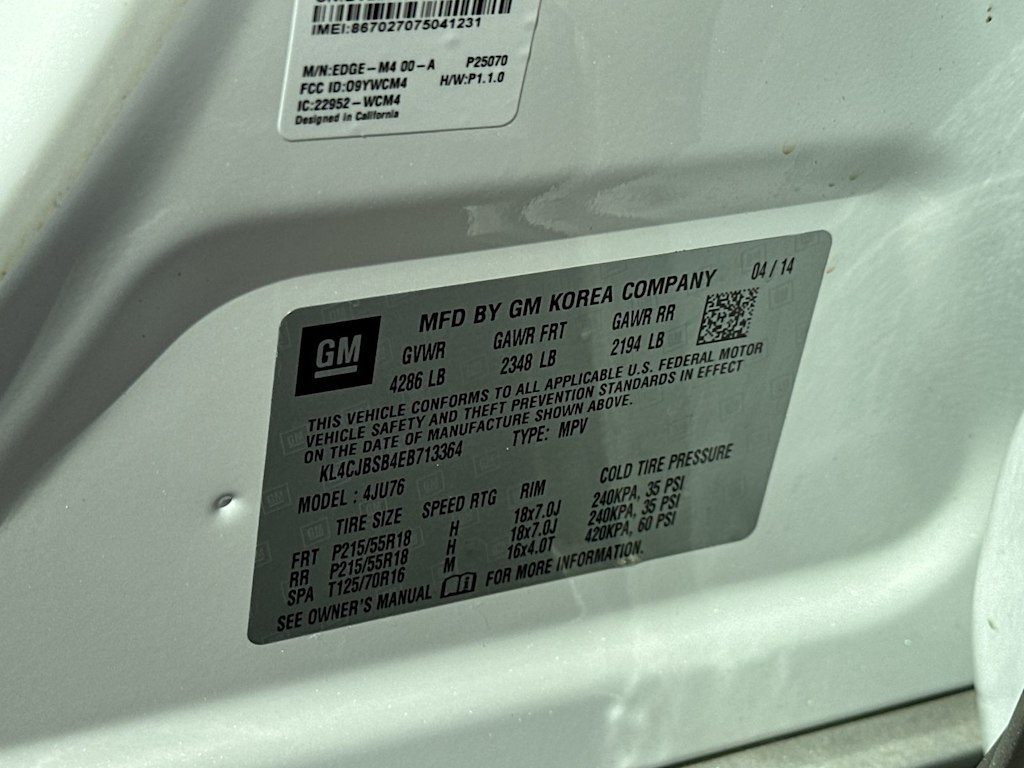 IMEI:867027075041231
M/N:EDGE-M4 00-A P25070
FCC ID:O9YWCM4 H/W:P1.1.0
IC:22952-WCM4
Designed in California
MFD BY GM KOREA COMPANY 04/14
GM
GVWR GAWR FRT GAWR RR
4286 LB 2348 LB 2194 LB
THIS VEHICLE CONFORMS TO ALL APPLICABLE U.S. FEDERAL MOTOR
VEHICLE SAFETY AND THEFT PREVENTION STANDARDS IN EFFECT
ON THE DATE OF MANUFACTURE SHOWN ABOVE.
KL4CJBSB4EB713364 TYPE: MPV
MODEL : 4JU76
TIRE SIZE SPEED RTG RIM COLD TIRE PRESSURE
FRT P215/55R18 H 18x7.0J 240KPA, 35 PSI
RR P215/55R18 H 18x7.0J 240KPA, 35 PSI
SPA T125/70R16 M 16x4.0T 420KPA, 60 PSI
SEE OWNER'S MANUAL FOR MORE INFORMATION.